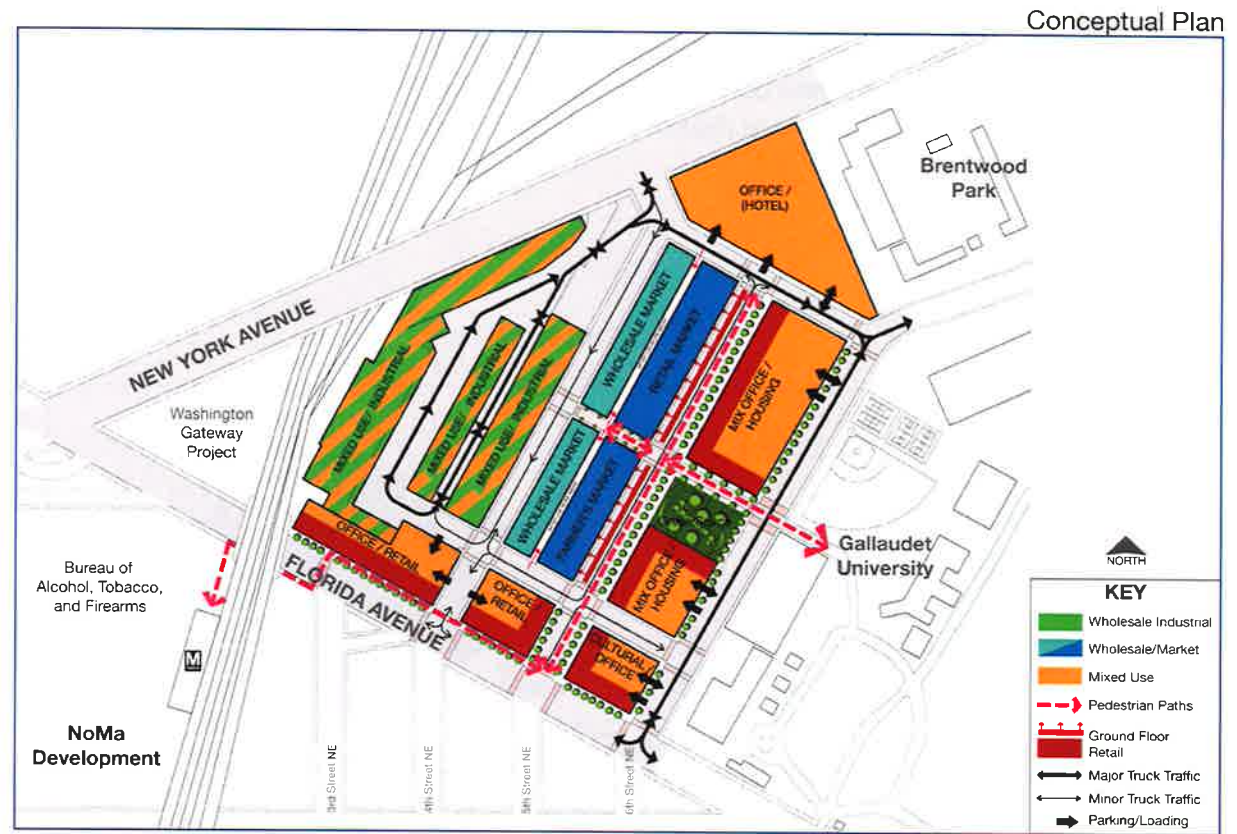 Conceptual Plan
Brentwood
Park
OFFICE /
(HOTEL)
NEW YORK AVENUE
WHOLESALE MARKET
RETAIL MARKET
MIX OFFICE /
HOUSING
MIXED USE/ INDUSTRIAL
MIXED USE/ INDUSTRIAL
MIXED USE/ INDUSTRIAL
Washington
Gateway
Project
WHOLESALE MARKET
FARMER'S MARKET
OFFICE / RETAIL
OFFICE /
RETAIL
MIX OFFICE /
HOUSING
CULTURAL /
OFFICE
Gallaudet
University
FLORIDA AVENUE
Bureau of
Alcohol, Tobacco,
and Firearms
M
NoMa
Development
3rd Street NE
4th Street NE
5th Street NE
6th Street NE
NORTH
KEY
Wholesale Industrial
Wholesale/Market
Mixed Use
Pedestrian Paths
Ground Floor
Retail
Major Truck Traffic
Minor Truck Traffic
Parking/Loading